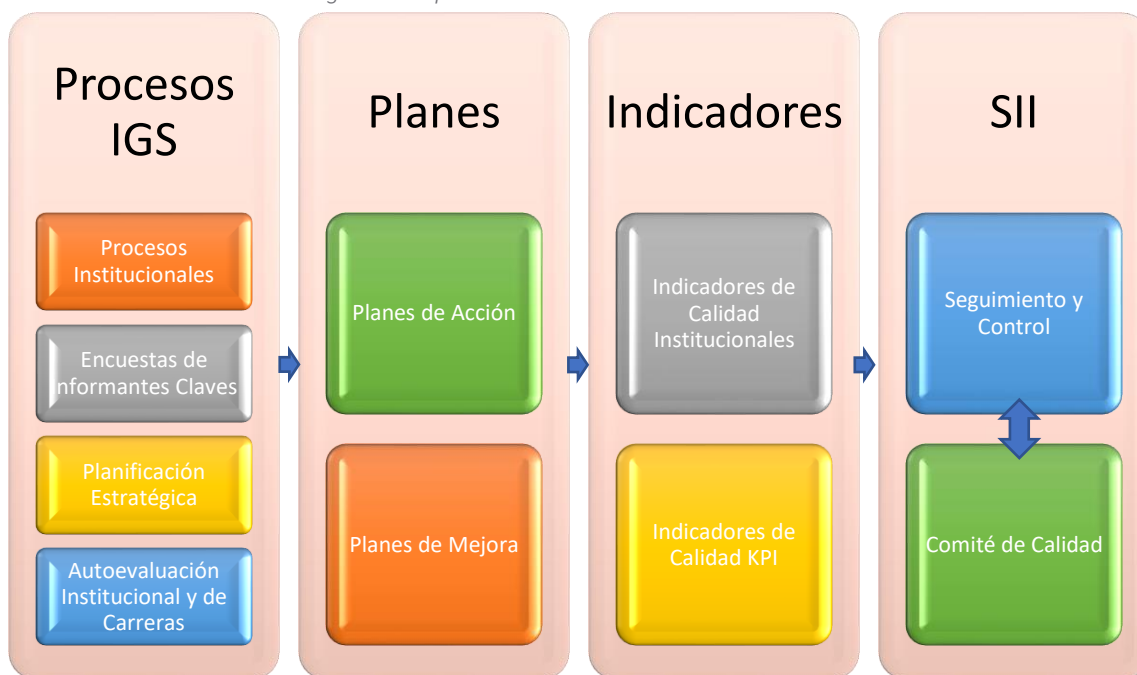 Procesos
IGS
Procesos
Institucionales
Encuestas de
nformantes Claves
Planificación
Estratégica
Autoevaluación
Institucional y de
Carreras
Planes
Planes de Acción
Planes de Mejora
Indicadores
Indicadores de
Calidad
Institucionales
Indicadores de
Calidad KPI
SII
Seguimiento y
Control
Comité de Calidad